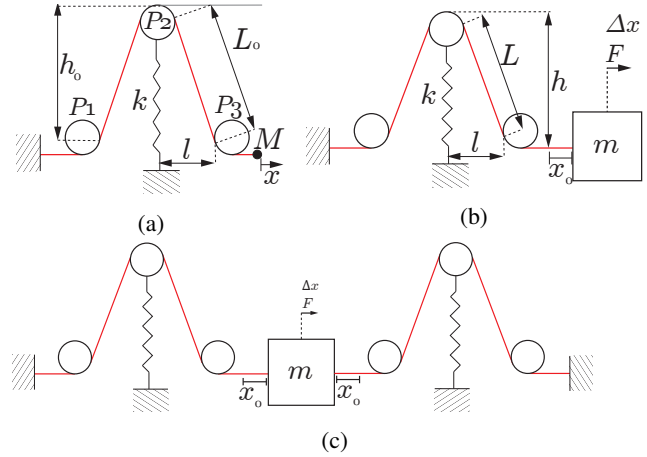 P2
h₀
L₀
P1
k
P3
M
l
x
(a)
Δx
F
L
h
k
m
l
x₀
(b)
Δx
F
m
x₀
x₀
(c)